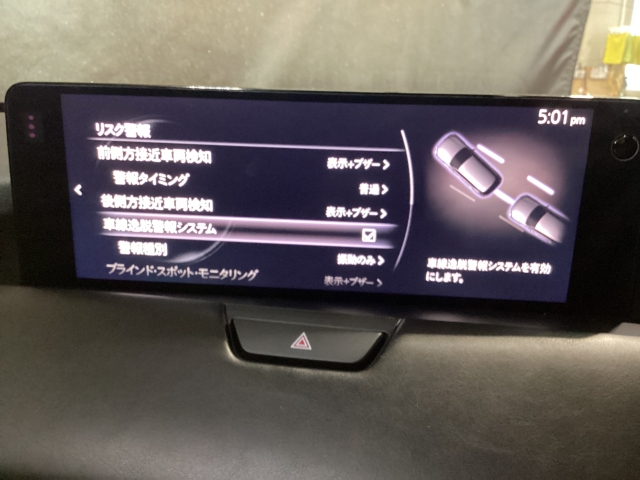 5:01 pm
リスク警報
前側方接近車両検知 表示+ブザー
警報タイミング 普通
後側方接近車両検知 表示+ブザー
車線逸脱警報システム
警報種別 振動のみ
ブラインド・スポット・モニタリング 表示+ブザー
車線逸脱警報システムを有効
にします。